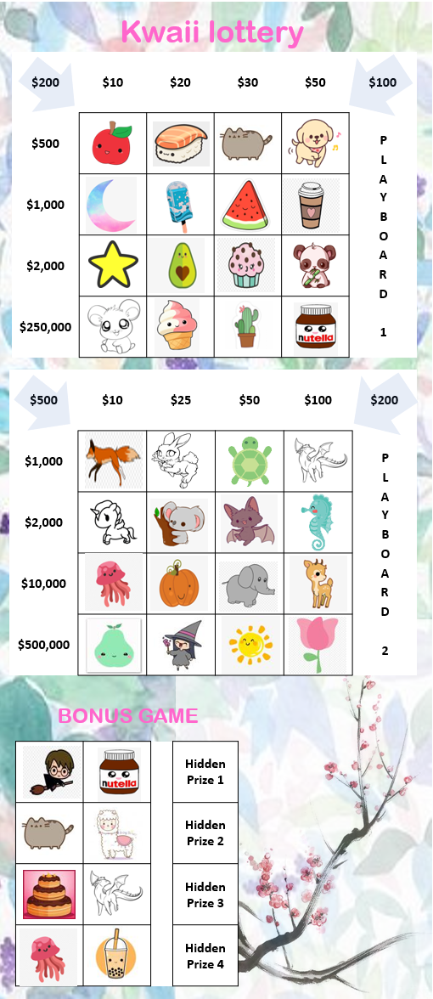 Kwaii lottery
$200 $10 $20 $30 $50 $100
$500
$1,000
$2,000
$250,000
PLAYBOARD 1
nutella
$500 $10 $25 $50 $100 $200
$1,000
$2,000
$10,000
$500,000
PLAYBOARD 2
BONUS GAME
nutella
Hidden
Prize 1
Hidden
Prize 2
Hidden
Prize 3
Hidden
Prize 4